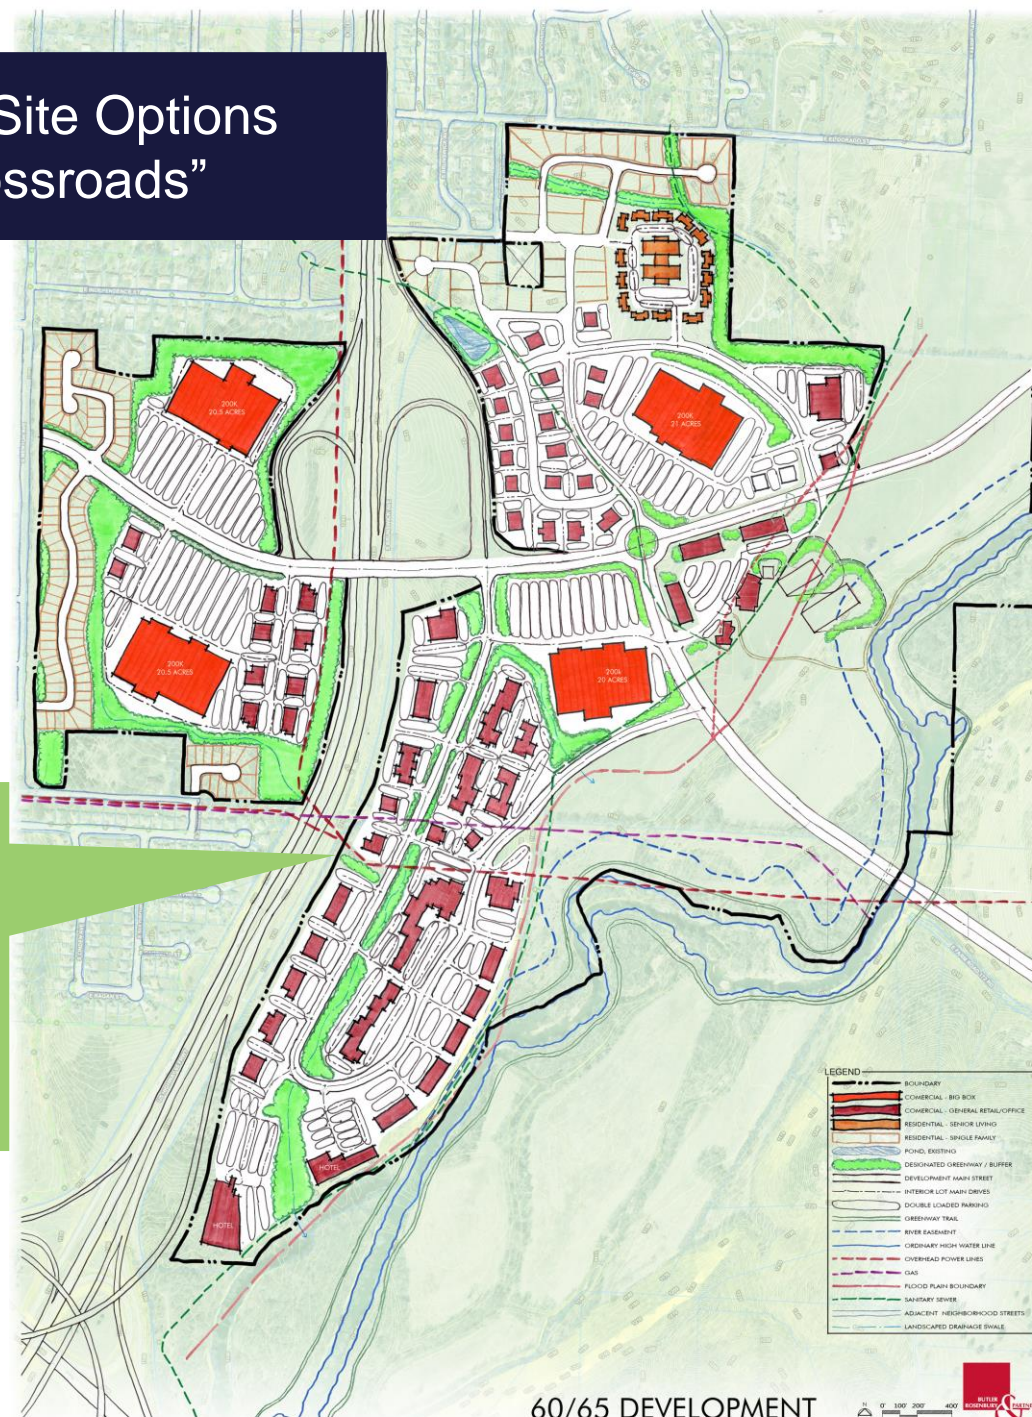 Site Options
ossroads”
200K
20.5 ACRES
200K
21 ACRES
200K
20.5 ACRES
200k
20 ACRES
HOTEL
HOTEL
LEGEND
BOUNDARY
COMERCIAL - BIG BOX
COMERCIAL - GENERAL RETAIL/OFFICE
RESIDENTIAL - SENIOR LIVING
RESIDENTIAL - SINGLE FAMILY
POND, EXISTING
DESIGNATED GREENWAY / BUFFER
DEVELOPMENT MAIN STREET
INTERIOR LOT MAIN DRIVES
DOUBLE LOADED PARKING
GREENWAY TRAIL
RIVER EASEMENT
ORDINARY HIGH WATER LINE
OVERHEAD POWER LINES
GAS
FLOOD PLAIN BOUNDARY
SANITARY SEWER
ADJACENT NEIGHBORHOOD STREETS
LANDSCAPED DRAINAGE SWALE
60/65 DEVELOPMENT
N 0' 100' 200' 400'
BUTLER
ROSENBURY &